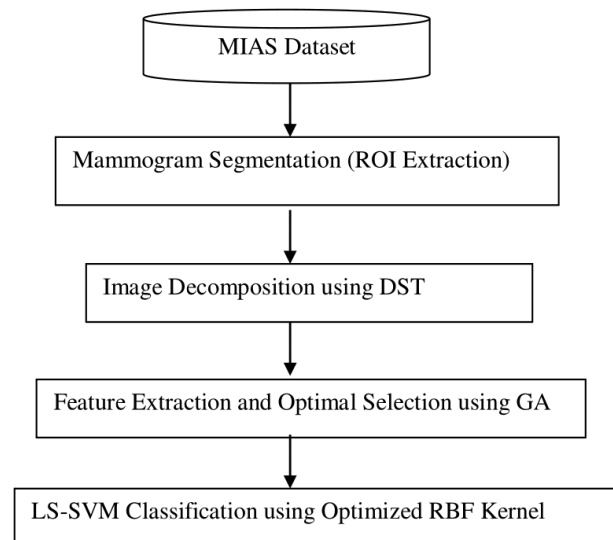 MIAS Dataset
Mammogram Segmentation (ROI Extraction)
Image Decomposition using DST
Feature Extraction and Optimal Selection using GA
LS-SVM Classification using Optimized RBF Kernel